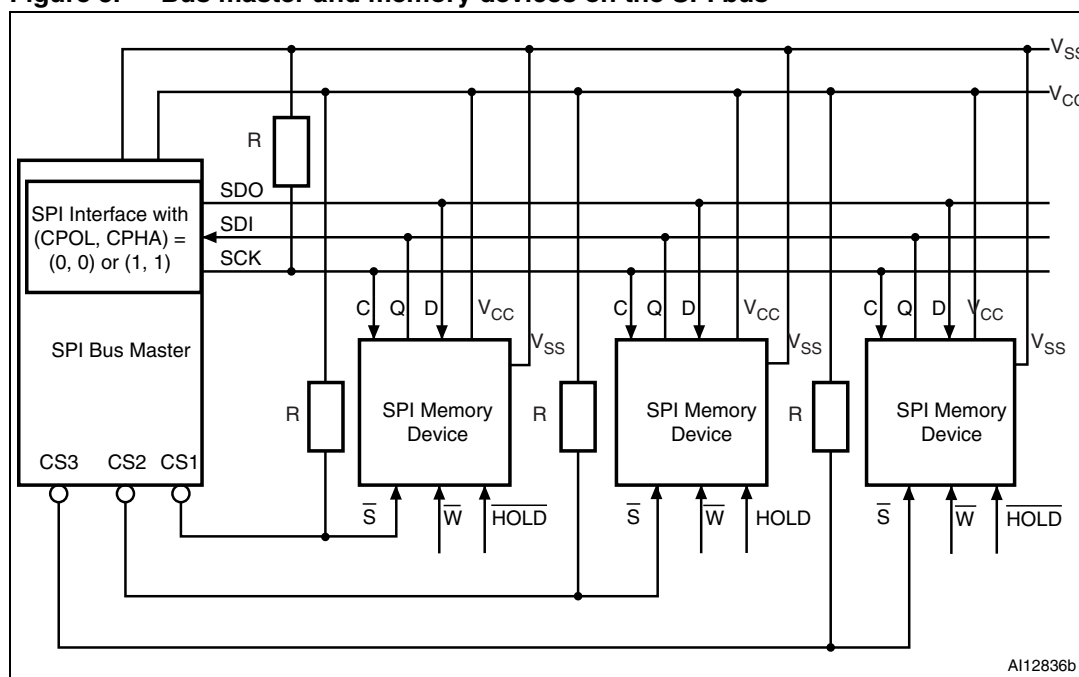 Bus master and memory devices on the SPI bus
VSS
VCC
R
SDO
SDI
SCK
SPI Interface with
(CPOL, CPHA) =
(0, 0) or (1, 1)
SPI Bus Master
CS3 CS2 CS1
C Q D VCC VSS
C Q D VCC VSS
C Q D VCC VSS
R
SPI Memory
Device
R
SPI Memory
Device
R
SPI Memory
Device
S̅ W̅ H̅O̅L̅D̅
S̅ W̅ HOLD
S̅ W̅ H̅O̅L̅D̅
AI12836b